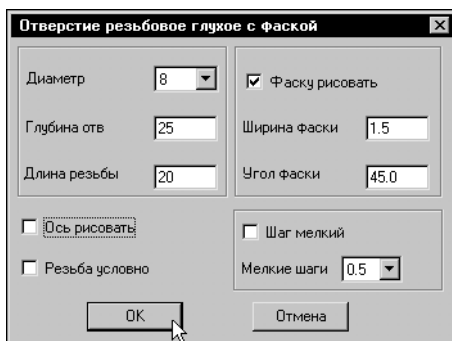 Отверстие резьбовое глухое с фаской
Диаметр 8
Глубина отв 25
Длина резьбы 20
Фаску рисовать
Ширина фаски 1.5
Угол фаски 45.0
Ось рисовать
Резьба условно
Шаг мелкий
Мелкие шаги 0.5
OK
Отмена